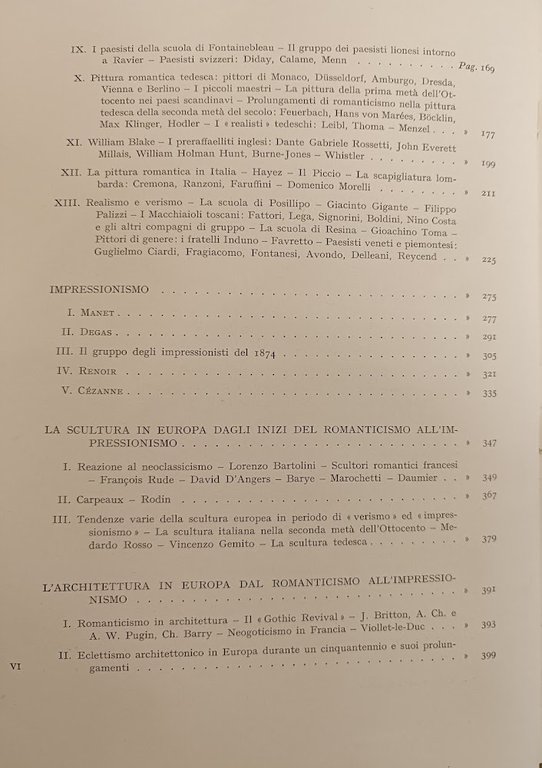 IX. I paesisti della scuola di Fontainebleau – Il gruppo dei paesisti lionesi intorno
a Ravier – Paesisti svizzeri: Diday, Calame, Menn . . . . . . . . . . Pag. 169
X. Pittura romantica tedesca: pittori di Monaco, Düsseldorf, Amburgo, Dresda,
Vienna e Berlino – I piccoli maestri – La pittura della prima metà dell'Ot-
tocento nei paesi scandinavi – Prolungamenti di romanticismo nella pittura
tedesca della seconda metà del secolo: Feuerbach, Hans von Marées, Böcklin,
Max Klinger, Hodler – I « realisti » tedeschi: Leibl, Thoma – Menzel . . . » 177
XI. William Blake – I preraffaelliti inglesi: Dante Gabriele Rossetti, John Everett
Millais, William Holman Hunt, Burne-Jones – Whistler . . . . . . . . » 199
XII. La pittura romantica in Italia – Hayez – Il Piccio – La scapigliatura lom-
barda: Cremona, Ranzoni, Faruffini – Domenico Morelli . . . . . . . . » 211
XIII. Realismo e verismo – La scuola di Posillipo – Giacinto Gigante – Filippo
Palizzi – I Macchiaioli toscani: Fattori, Lega, Signorini, Boldini, Nino Costa
e gli altri compagni di gruppo – La scuola di Resina – Gioachino Toma –
Pittori di genere: i fratelli Induno – Favretto – Paesisti veneti e piemontesi:
Guglielmo Ciardi, Fragiacomo, Fontanesi, Avondo, Delleani, Reycend . . » 225
IMPRESSIONISMO . . . . . . . . . . . . . . . . . . . . . . . . . . » 275
I. MANET . . . . . . . . . . . . . . . . . . . . . . . . . . . . . » 277
II. DEGAS . . . . . . . . . . . . . . . . . . . . . . . . . . . . . » 291
III. Il gruppo degli impressionisti del 1874 . . . . . . . . . . . . . . . . » 305
IV. RENOIR . . . . . . . . . . . . . . . . . . . . . . . . . . . . . » 321
V. CÉZANNE . . . . . . . . . . . . . . . . . . . . . . . . . . . . . » 335
LA SCULTURA IN EUROPA DAGLI INIZI DEL ROMANTICISMO ALL'IM-
PRESSIONISMO . . . . . . . . . . . . . . . . . . . . . . . . . » 347
I. Reazione al neoclassicismo – Lorenzo Bartolini – Scultori romantici francesi
– François Rude – David D'Angers – Barye – Marochetti – Daumier . . » 349
II. Carpeaux – Rodin . . . . . . . . . . . . . . . . . . . . . . . . . » 367
III. Tendenze varie della scultura europea in periodo di « verismo » ed « impres-
sionismo » – La scultura italiana nella seconda metà dell'Ottocento – Me-
dardo Rosso – Vincenzo Gemito – La scultura tedesca . . . . . . . . . » 379
L'ARCHITETTURA IN EUROPA DAL ROMANTICISMO ALL'IMPRESSIO-
NISMO . . . . . . . . . . . . . . . . . . . . . . . . . . . . . » 391
I. Romanticismo in architettura – Il « Gothic Revival » – J. Britton, A. Ch. e
A. W. Pugin, Ch. Barry – Neogoticismo in Francia – Viollet-le-Duc . . . » 393
II. Eclettismo architettonico in Europa durante un cinquantennio e suoi prolun-
gamenti . . . . . . . . . . . . . . . . . . . . . . . . . . . . . » 399
VI